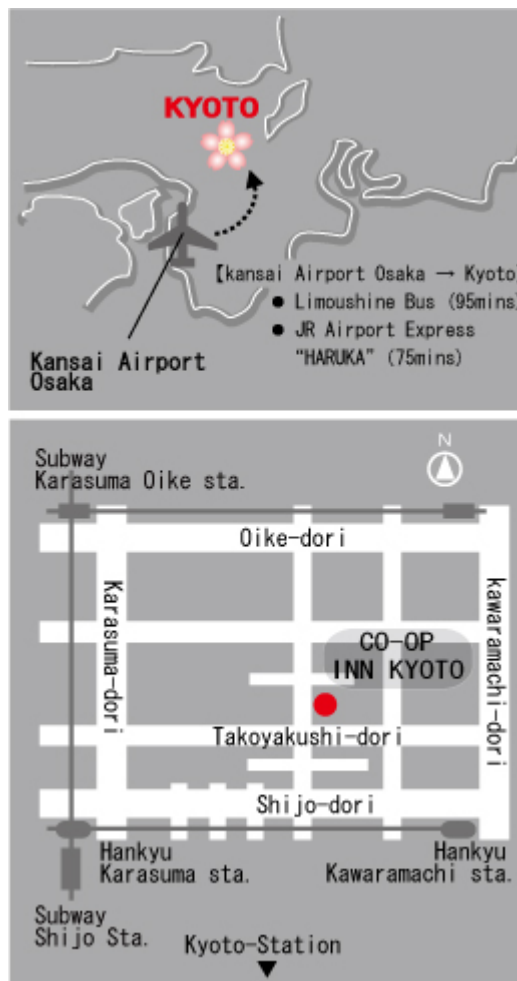 KYOTO
【kansai Airport Osaka → Kyoto】
● Limoushine Bus (95mins)
● JR Airport Express
“HARUKA” (75mins)
Kansai Airport
Osaka
N
Subway
Karasuma Oike sta.
Oike-dori
Karasuma-dori
kawaramachi-dori
CO-OP
INN KYOTO
Takoyakushi-dori
Shijo-dori
Hankyu
Karasuma sta.
Hankyu
Kawaramachi sta.
Subway
Shijo Sta.
Kyoto-Station